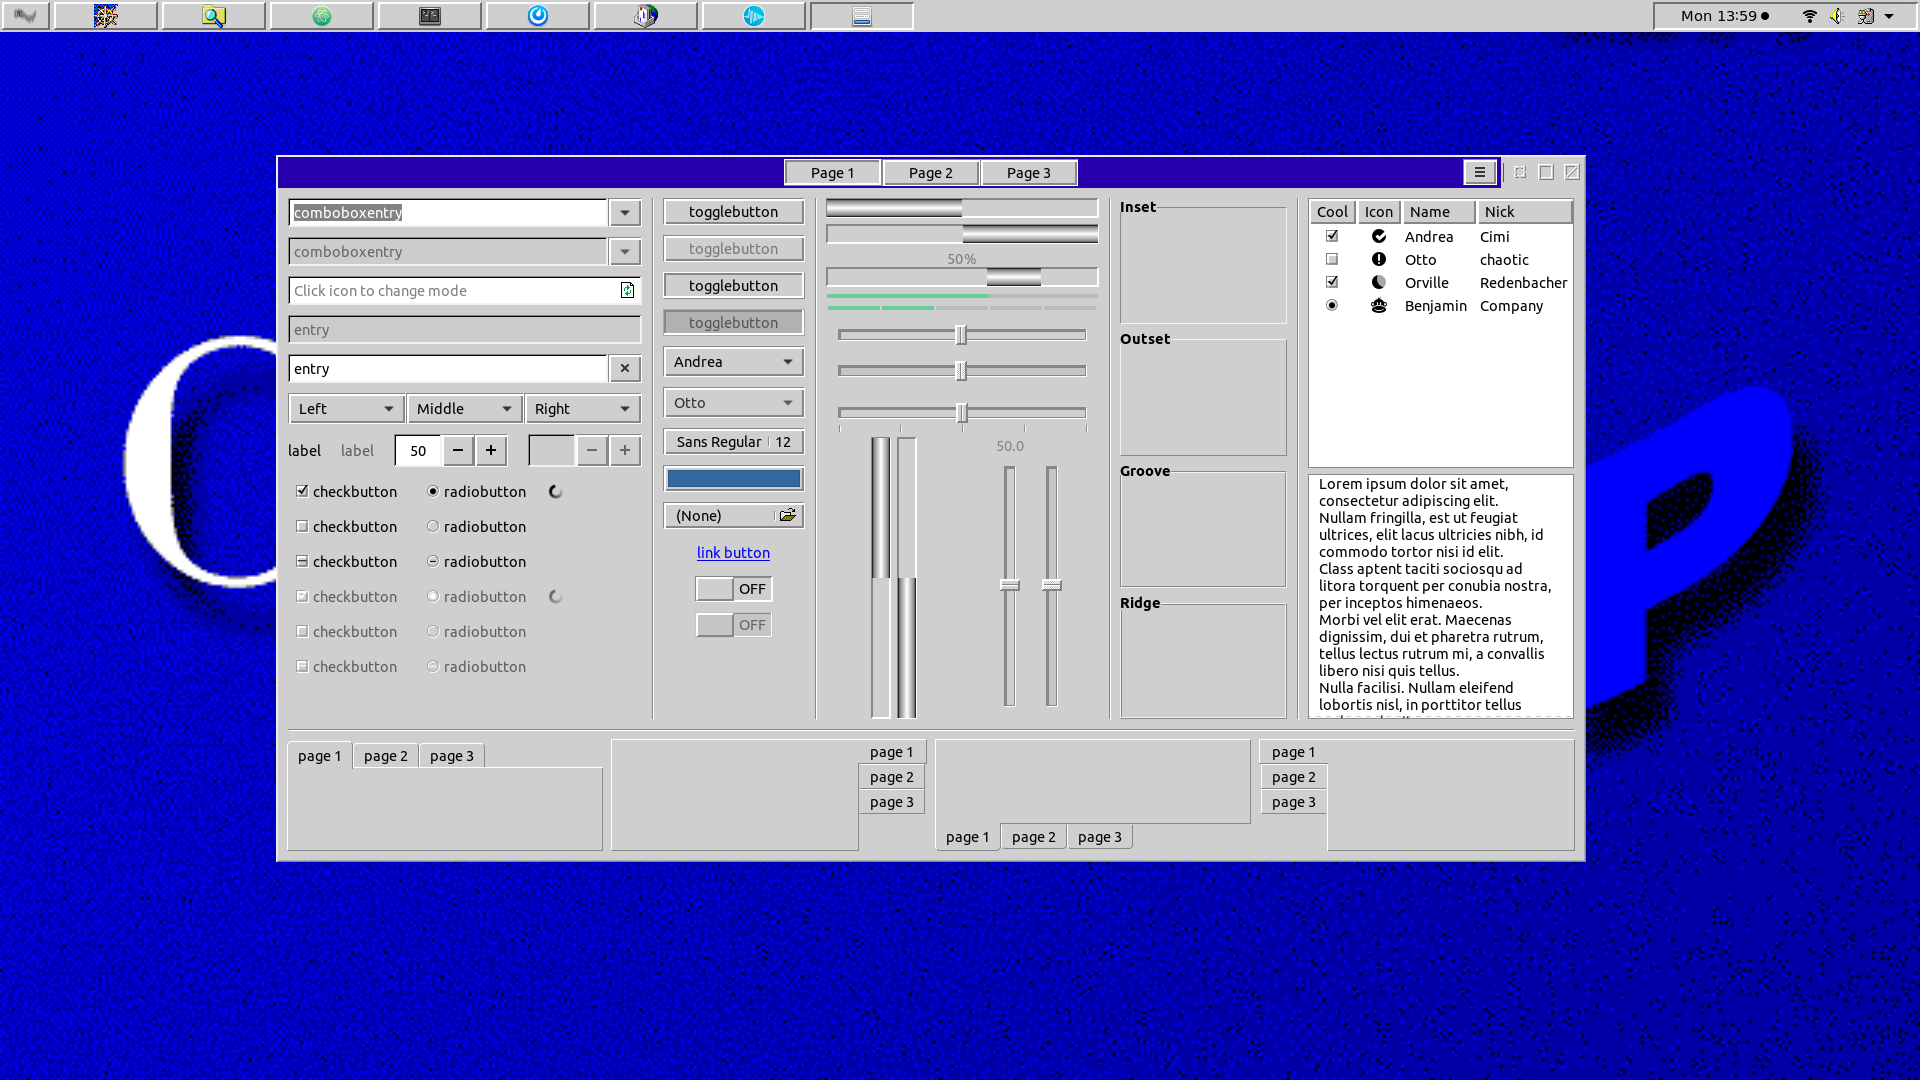 Mon 13:59
Page 1 Page 2 Page 3
comboboxentry
comboboxentry
Click icon to change mode
entry
entry
Left Middle Right
label label 50
checkbutton radiobutton
checkbutton radiobutton
checkbutton radiobutton
checkbutton radiobutton
checkbutton radiobutton
checkbutton radiobutton
togglebutton
togglebutton
togglebutton
togglebutton
Andrea
Otto
Sans Regular 12
(None)
link button
OFF
OFF
50%
50.0
Inset
Outset
Groove
Ridge
Cool Icon Name Nick
Andrea Cimi
Otto chaotic
Orville Redenbacher
Benjamin Company
Lorem ipsum dolor sit amet,
consectetur adipiscing elit.
Nullam fringilla, est ut feugiat
ultrices, elit lacus ultricies nibh, id
commodo tortor nisi id elit.
Class aptent taciti sociosqu ad
litora torquent per conubia nostra,
per inceptos himenaeos.
Morbi vel elit erat. Maecenas
dignissim, dui et pharetra rutrum,
tellus lectus rutrum mi, a convallis
libero nisi quis tellus.
Nulla facilisi. Nullam eleifend
lobortis nisl, in porttitor tellus
page 1 page 2 page 3
page 1
page 2
page 3
page 1 page 2 page 3
page 1
page 2
page 3